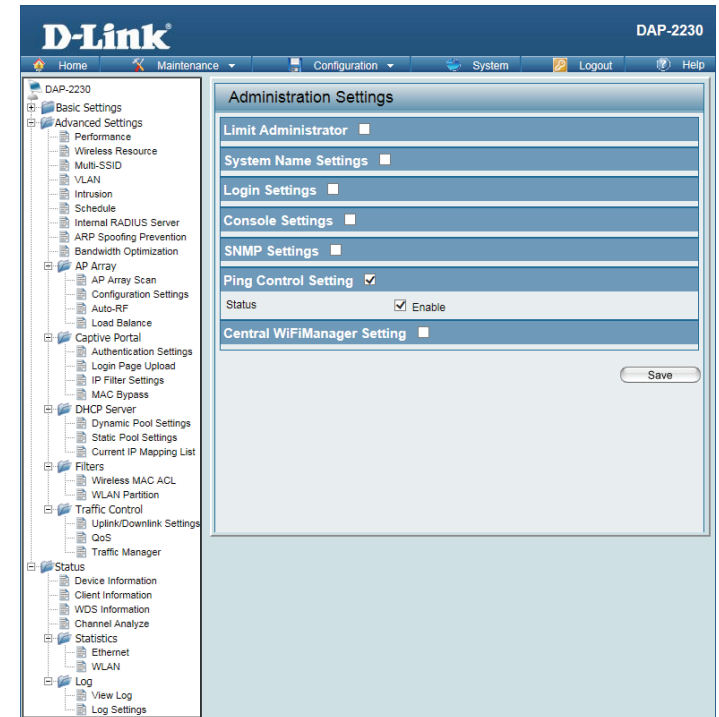 D-Link®
DAP-2230
Home Maintenance Configuration System Logout Help
DAP-2230
Basic Settings
Advanced Settings
Performance
Wireless Resource
Multi-SSID
VLAN
Intrusion
Schedule
Internal RADIUS Server
ARP Spoofing Prevention
Bandwidth Optimization
AP Array
AP Array Scan
Configuration Settings
Auto-RF
Load Balance
Captive Portal
Authentication Settings
Login Page Upload
IP Filter Settings
MAC Bypass
DHCP Server
Dynamic Pool Settings
Static Pool Settings
Current IP Mapping List
Filters
Wireless MAC ACL
WLAN Partition
Traffic Control
Uplink/Downlink Settings
QoS
Traffic Manager
Status
Device Information
Client Information
WDS Information
Channel Analyze
Statistics
Ethernet
WLAN
Log
View Log
Log Settings
Administration Settings
Limit Administrator
System Name Settings
Login Settings
Console Settings
SNMP Settings
Ping Control Setting
Status Enable
Central WiFiManager Setting
Save